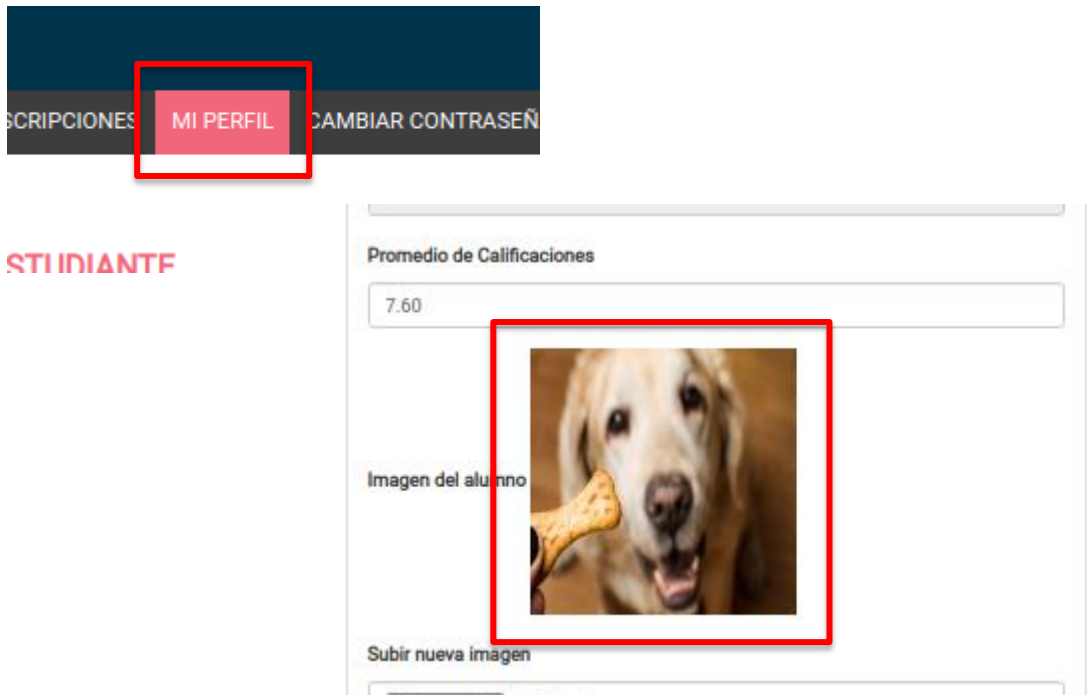 SCRIPCIONES MI PERFIL CAMBIAR CONTRASEÑ
STUDIANTE
Promedio de Calificaciones
7.60
Imagen del alumno
Subir nueva imagen